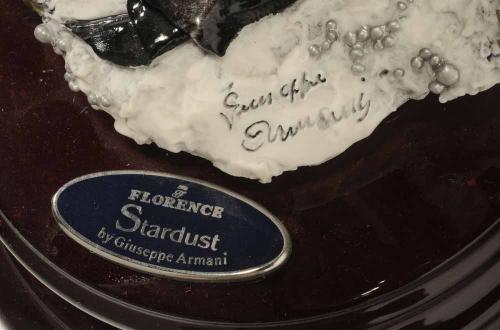 Giuseppe
Armani
FLORENCE
Stardust
by Giuseppe Armani